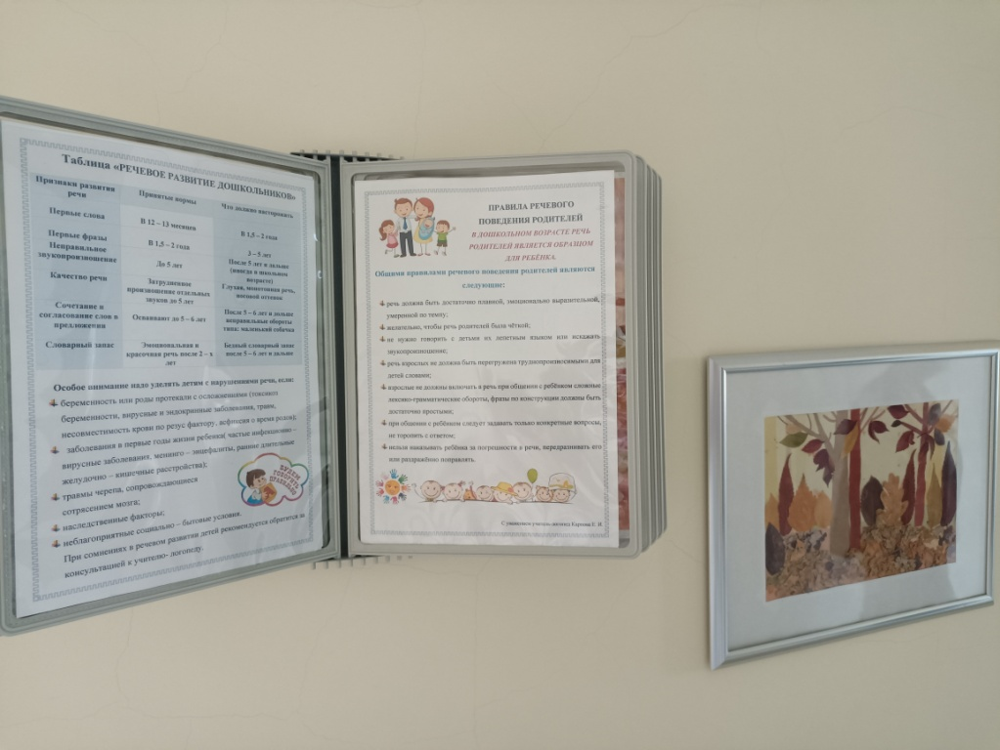 Таблица «РЕЧЕВОЕ РАЗВИТИЕ ДОШКОЛЬНИКОВ»
Признаки развития речи
Принятые нормы
Что должно насторожить
Первые слова
В 12 – 13 месяцев
В 1,5 – 2 года
Первые фразы
В 1,5 – 2 года
3 – 5 лет
Неправильное звукопроизношение
До 5 лет
После 5 лет и дальше (иногда в школьном возрасте)
Качество речи
Затрудненное произношение отдельных звуков до 5 лет
Глухая, монотонная речь, носовой оттенок
Сочетание и согласование слов в предложении
Осваивают до 5 – 6 лет
После 5 – 6 лет и дальше неправильные обороты типа: маленький собачка
Словарный запас
Эмоциональная и красочная речь после 2 – х лет
Бедный словарный запас после 5 – 6 лет и дальше
Особое внимание надо уделять детям с нарушениями речи, если:
беременность или роды протекали с осложнениями (токсикоз
беременности, вирусные и эндокринные заболевания, травм,
несовместимость крови по резус фактору, асфиксия о время родов);
заболевания в первые годы жизни ребенка( частые инфекционно –
вирусные заболевания, менинго – энцефалиты, ранние длительные
желудочно – кишечные расстройства);
травмы черепа, сопровождающиеся
сотрясением мозга;
наследственные факторы;
неблагоприятные социально – бытовые условия.
При сомнениях в речевом развитии детей рекомендуется обратится за
консультацией к учителю- логопеду.
БУДЕМ
ГОВОРИТЬ
ПРАВИЛЬНО
ПРАВИЛА РЕЧЕВОГО
ПОВЕДЕНИЯ РОДИТЕЛЕЙ
В ДОШКОЛЬНОМ ВОЗРАСТЕ РЕЧЬ
РОДИТЕЛЕЙ ЯВЛЯЕТСЯ ОБРАЗЦОМ
ДЛЯ РЕБЁНКА.
Общими правилами речевого поведения родителей являются
следующие:
речь должна быть достаточно плавной, эмоционально выразительной,
умеренной по темпу;
желательно, чтобы речь родителей была чёткой;
не нужно говорить с детьми их лепетным языком или искажать
звукопроизношение;
речь взрослых не должна быть перегружена труднопроизносимыми для
детей словами;
взрослые не должны включать в речь при общении с ребёнком сложные
лексико-грамматические обороты, фразы по конструкции должны быть
достаточно простыми;
при общении с ребёнком следует задавать только конкретные вопросы,
не торопить с ответом;
нельзя наказывать ребёнка за погрешности в речи, передразнивать его
или раздражённо поправлять.
С уважением учитель-логопед